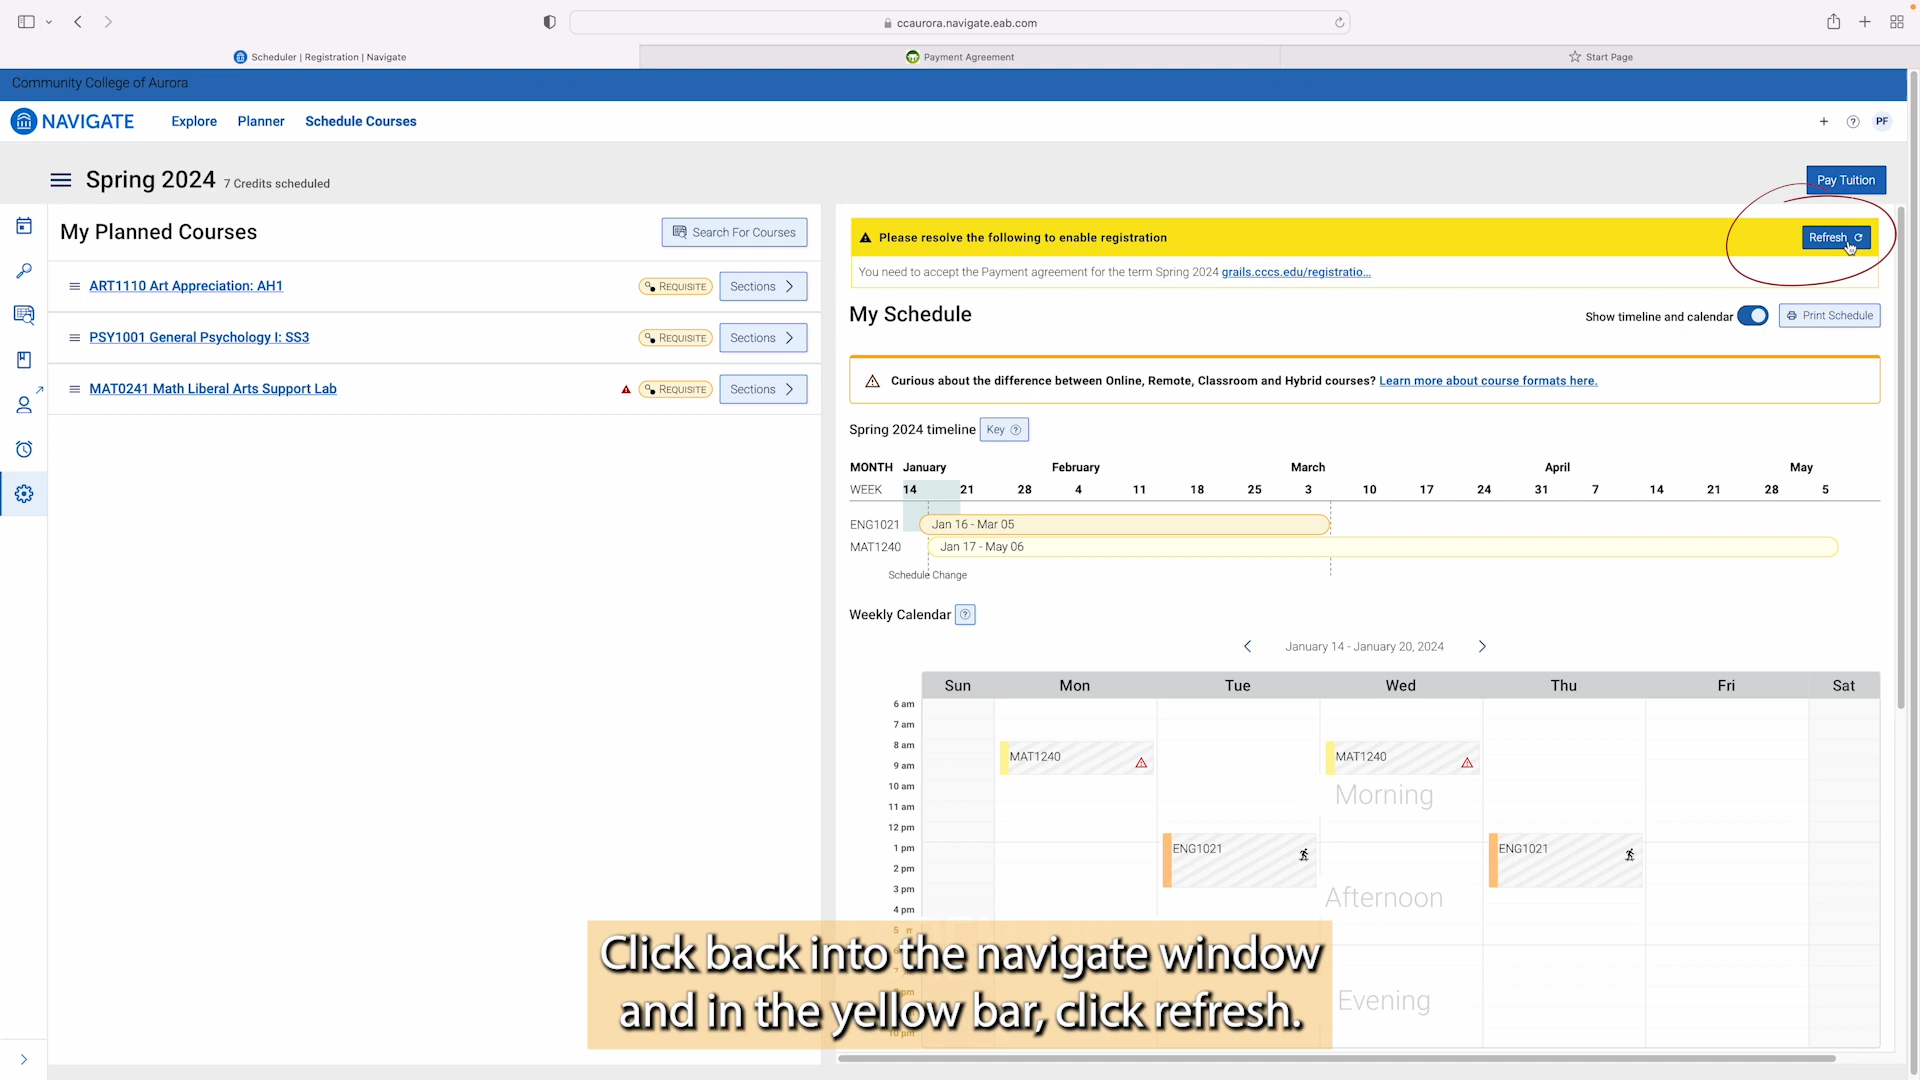 ccaurora.navigate.eab.com
Scheduler | Registration | Navigate
Payment Agreement
Start Page
Community College of Aurora
NAVIGATE
Explore
Planner
Schedule Courses
PF
Spring 2024
7 Credits scheduled
Pay Tuition
My Planned Courses
Search For Courses
ART1110 Art Appreciation: AH1
REQUISITE
Sections
PSY1001 General Psychology I: SS3
REQUISITE
Sections
MAT0241 Math Liberal Arts Support Lab
REQUISITE
Sections
Please resolve the following to enable registration
Refresh
You need to accept the Payment agreement for the term Spring 2024 grails.cccs.edu/registratio...
My Schedule
Show timeline and calendar
Print Schedule
Curious about the difference between Online, Remote, Classroom and Hybrid courses? Learn more about course formats here.
Spring 2024 timeline
Key
MONTH January February March April May
WEEK 14 21 28 4 11 18 25 3 10 17 24 31 7 14 21 28 5
ENG1021 Jan 16 - Mar 05
MAT1240 Jan 17 - May 06
Schedule Change
Weekly Calendar
January 14 - January 20, 2024
Sun Mon Tue Wed Thu Fri Sat
6 am
7 am
8 am
MAT1240 MAT1240
9 am
10 am
Morning
11 am
12 pm
1 pm
ENG1021 ENG1021
2 pm
3 pm
Afternoon
4 pm
Click back into the navigate window
and in the yellow bar, click refresh.
Evening
10 pm